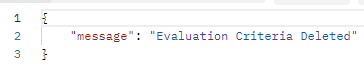 1 {
2 "message": "Evaluation Criteria Deleted"
3 }